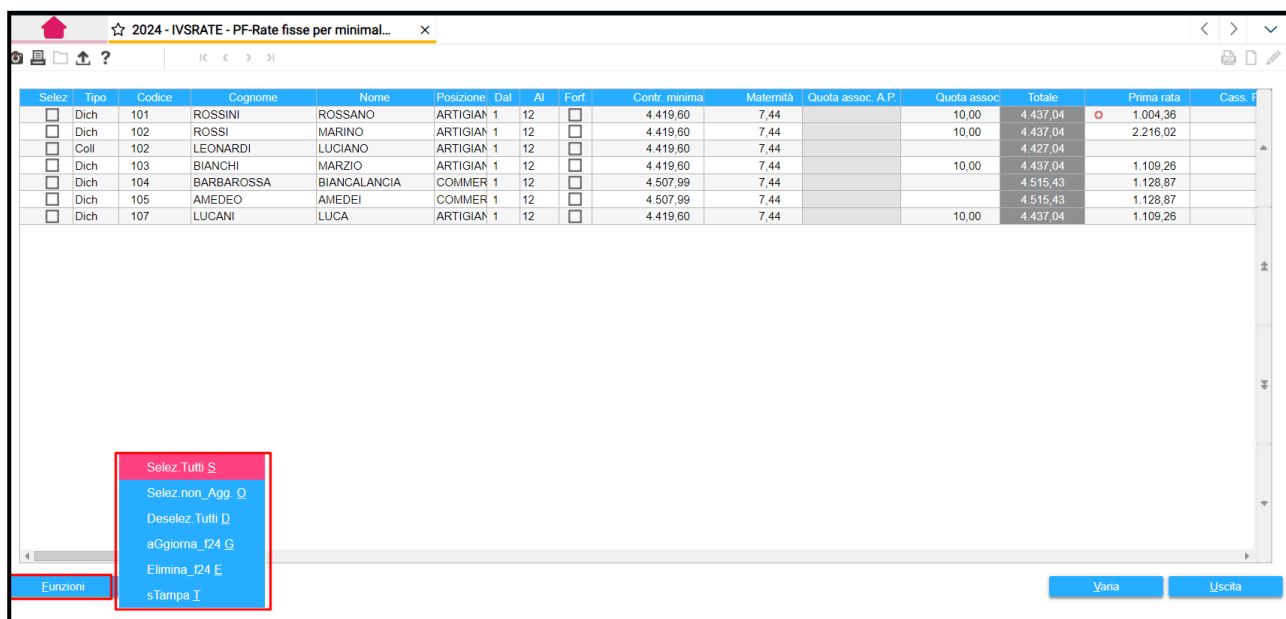 2024 - IVSRATE - PF-Rate fisse per minimal... ×
?
Selez Tipo Codice Cognome Nome Posizione Dal Al Forf. Contr. minima Maternità Quota assoc. A.P. Quota assoc Totale Prima rata Cass. F
Dich 101 ROSSINI ROSSANO ARTIGIAN 1 12 4.419,60 7,44 10,00 4.437,04 1.004,36
Dich 102 ROSSI MARINO ARTIGIAN 1 12 4.419,60 7,44 10,00 4.437,04 2.216,02
Coll 102 LEONARDI LUCIANO ARTIGIAN 1 12 4.419,60 7,44 4.427,04
Dich 103 BIANCHI MARZIO ARTIGIAN 1 12 4.419,60 7,44 10,00 4.437,04 1.109,26
Dich 104 BARBAROSSA BIANCALANCIA COMMER 1 12 4.507,99 7,44 4.515,43 1.128,87
Dich 105 AMEDEO AMEDEI COMMER 1 12 4.507,99 7,44 4.515,43 1.128,87
Dich 107 LUCANI LUCA ARTIGIAN 1 12 4.419,60 7,44 10,00 4.437,04 1.109,26
Selez.Tutti S
Selez.non_Agg. O
Deselez.Tutti D
aGgiorna_f24 G
Elimina_f24 E
sTampa T
Funzioni
Varia
Uscita